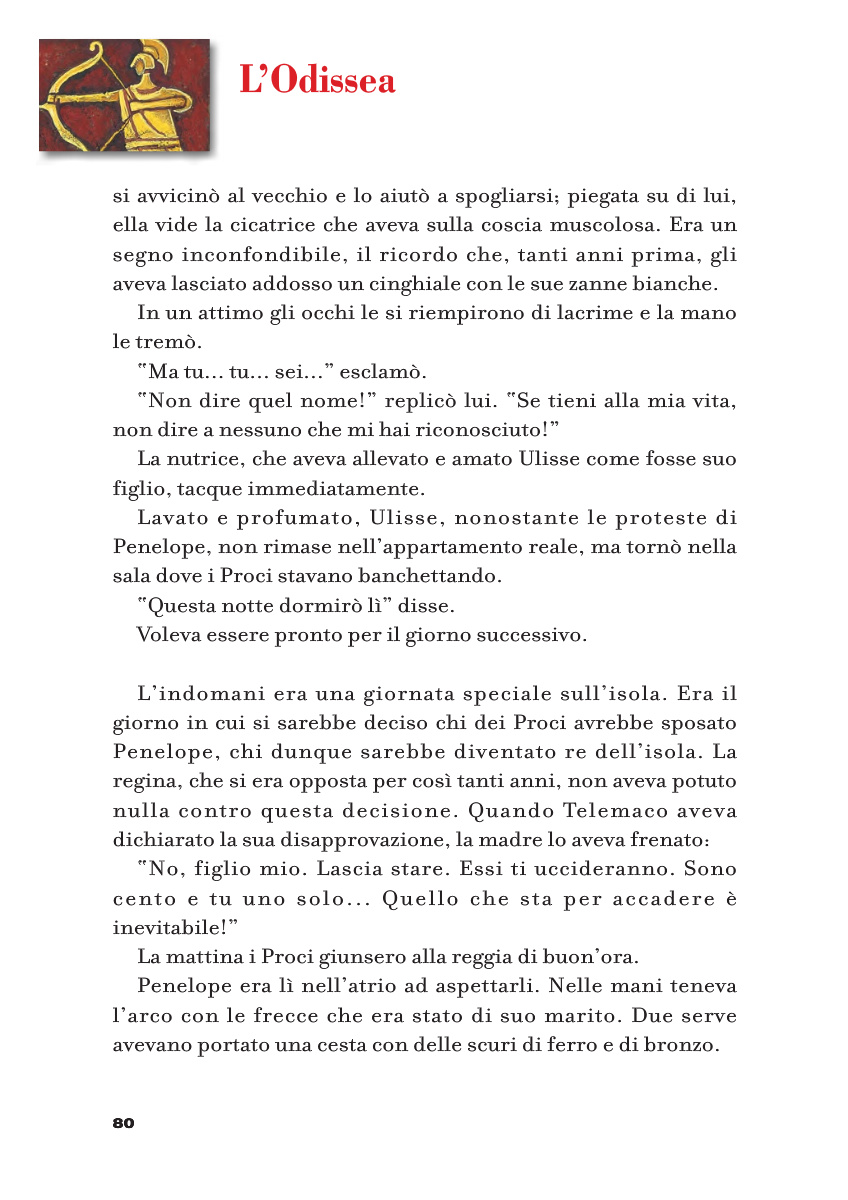 L’Odissea
si avvicinò al vecchio e lo aiutò a spogliarsi; piegata su di lui,
ella vide la cicatrice che aveva sulla coscia muscolosa. Era un
segno inconfondibile, il ricordo che, tanti anni prima, gli
aveva lasciato addosso un cinghiale con le sue zanne bianche.
In un attimo gli occhi le si riempirono di lacrime e la mano
le tremò.
“Ma tu... tu... sei...” esclamò.
“Non dire quel nome!” replicò lui. “Se tieni alla mia vita,
non dire a nessuno che mi hai riconosciuto!”
La nutrice, che aveva allevato e amato Ulisse come fosse suo
figlio, tacque immediatamente.
Lavato e profumato, Ulisse, nonostante le proteste di
Penelope, non rimase nell’appartamento reale, ma tornò nella
sala dove i Proci stavano banchettando.
“Questa notte dormirò lì” disse.
Voleva essere pronto per il giorno successivo.
L’indomani era una giornata speciale sull’isola. Era il
giorno in cui si sarebbe deciso chi dei Proci avrebbe sposato
Penelope, chi dunque sarebbe diventato re dell’isola. La
regina, che si era opposta per così tanti anni, non aveva potuto
nulla contro questa decisione. Quando Telemaco aveva
dichiarato la sua disapprovazione, la madre lo aveva frenato:
“No, figlio mio. Lascia stare. Essi ti uccideranno. Sono
cento e tu uno solo... Quello che sta per accadere è
inevitabile!”
La mattina i Proci giunsero alla reggia di buon’ora.
Penelope era lì nell’atrio ad aspettarli. Nelle mani teneva
l’arco con le frecce che era stato di suo marito. Due serve
avevano portato una cesta con delle scuri di ferro e di bronzo.
80